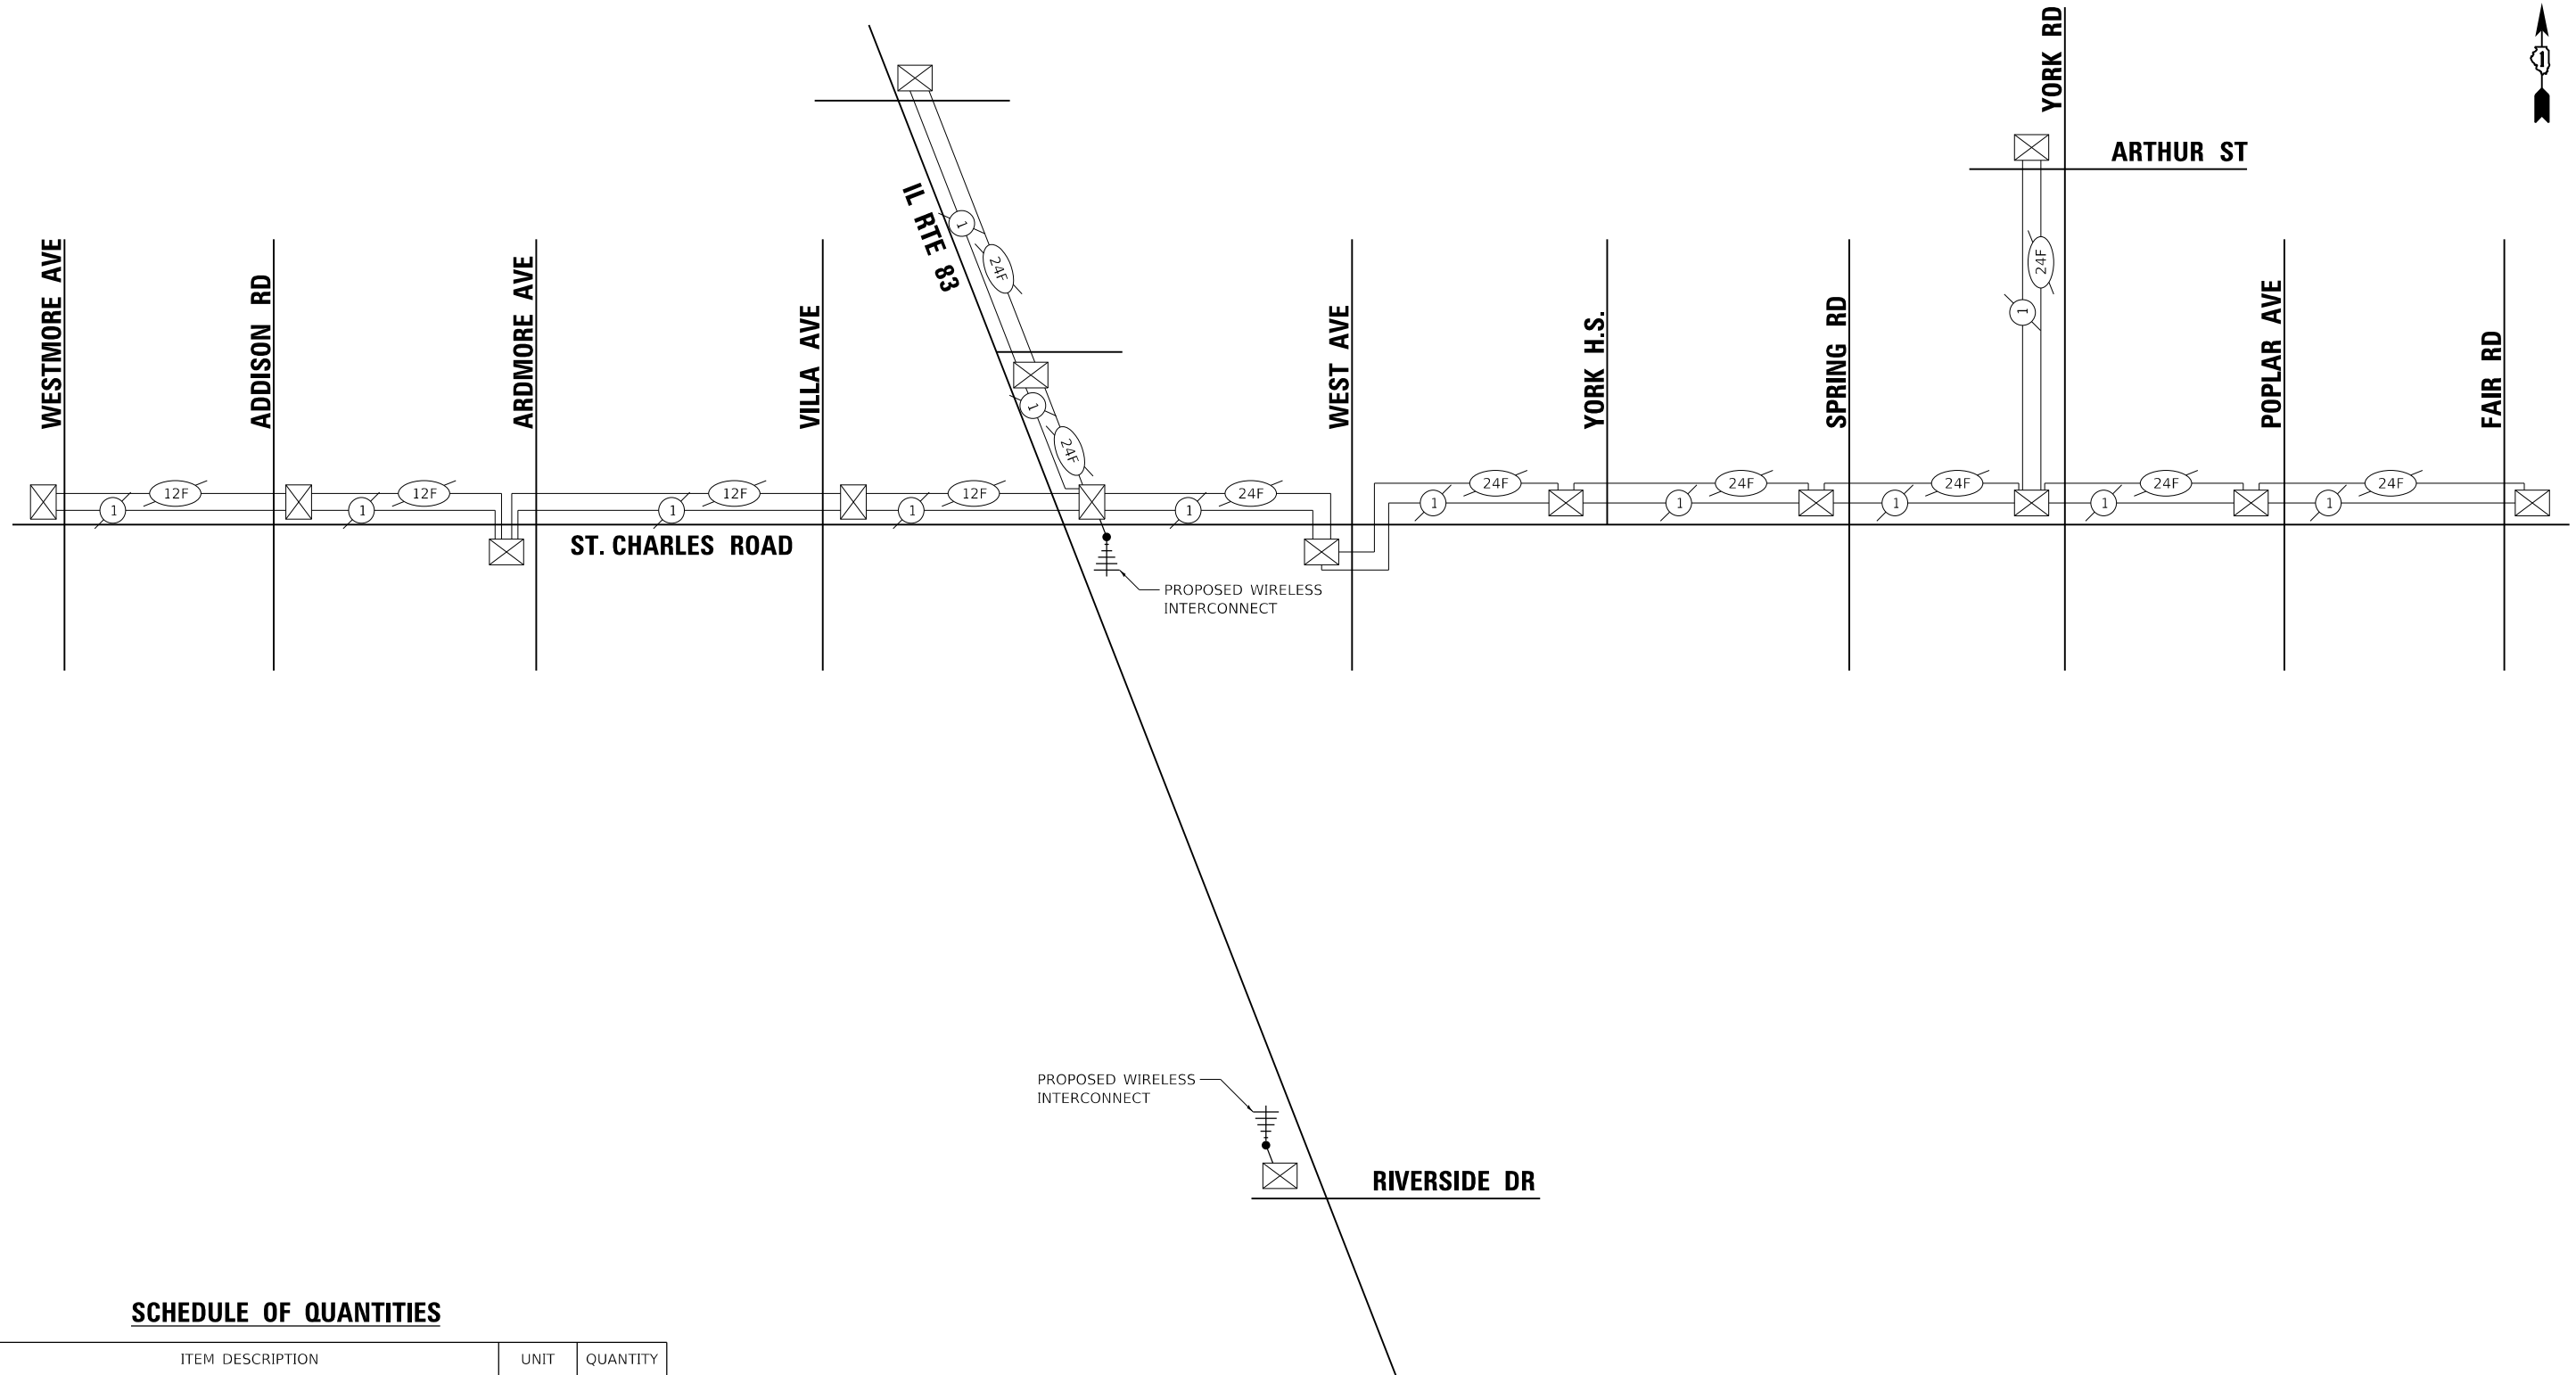 YORK RD
1
ARTHUR ST
IL RTE 83
1
24F
24F
1
WESTMORE AVE
ADDISON RD
ARDMORE AVE
VILLA AVE
WEST AVE
YORK H.S.
SPRING RD
POPLAR AVE
FAIR RD
1
24F
12F
1
12F
1
12F
1
12F
1
24F
1
24F
1
24F
1
24F
1
24F
1
24F
1
ST. CHARLES ROAD
PROPOSED WIRELESS
INTERCONNECT
PROPOSED WIRELESS
INTERCONNECT
RIVERSIDE DR
SCHEDULE OF QUANTITIES
ITEM DESCRIPTION
UNIT
QUANTITY